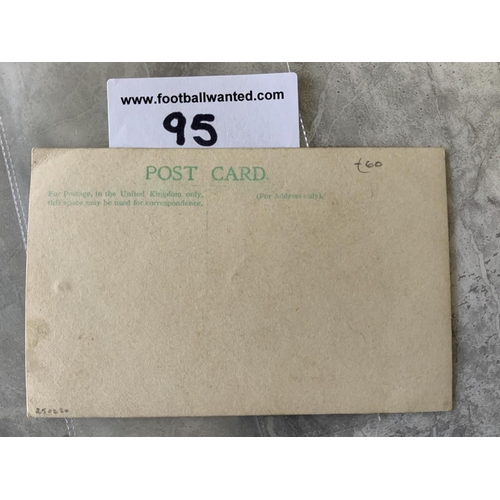 www.footballwanted.com
95
POST CARD.
£60
For Postage, in the United Kingdom only,
this space may be used for correspondence.
(For Address only).